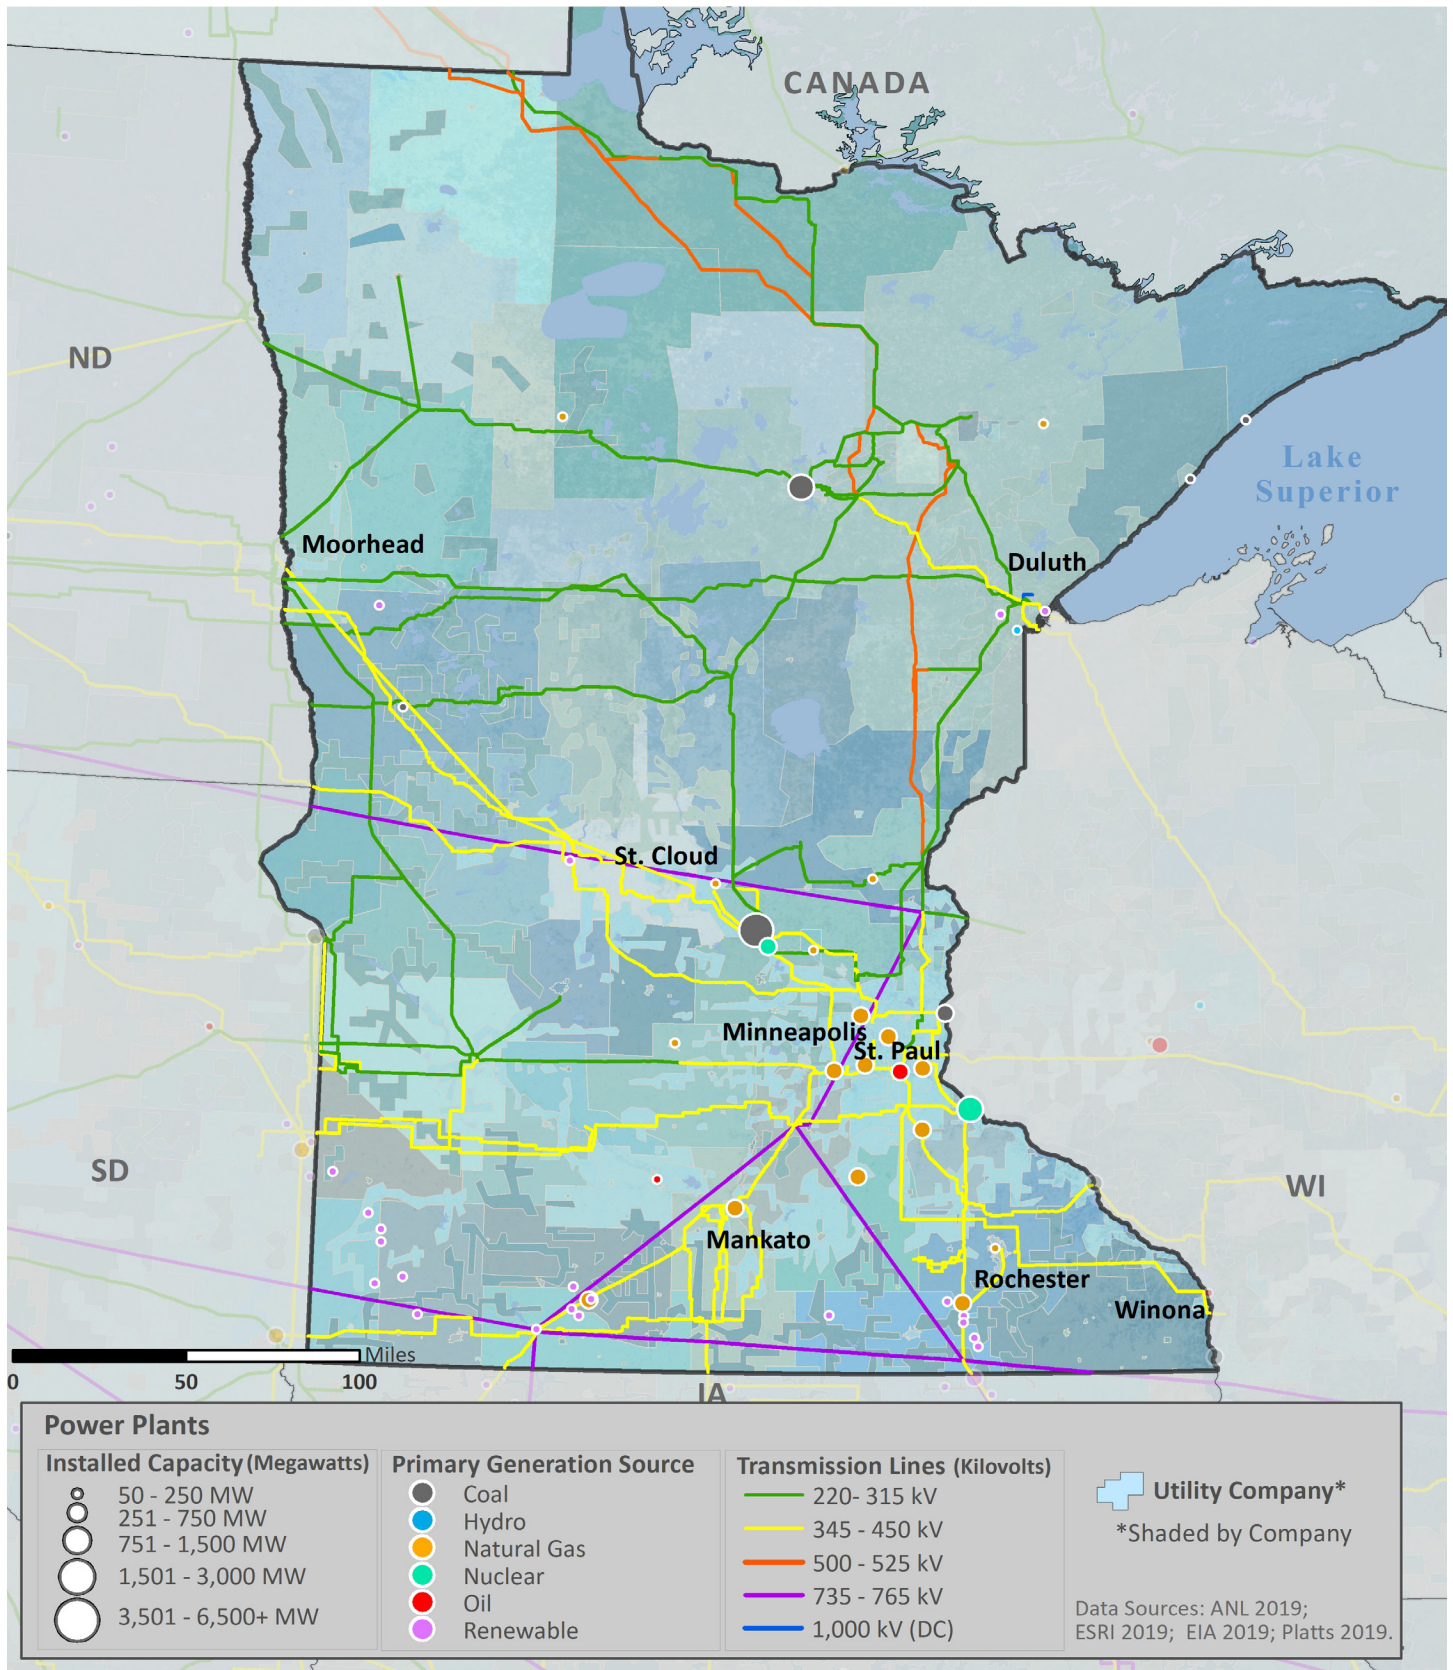 CANADA
ND
Lake
Superior
Moorhead
Duluth
St. Cloud
Minneapolis
St. Paul
SD
WI
Mankato
Rochester
Winona
Miles
0 50 100
IA
Power Plants
Installed Capacity (Megawatts)
50 - 250 MW
251 - 750 MW
751 - 1,500 MW
1,501 - 3,000 MW
3,501 - 6,500+ MW
Primary Generation Source
Coal
Hydro
Natural Gas
Nuclear
Oil
Renewable
Transmission Lines (Kilovolts)
220- 315 kV
345 - 450 kV
500 - 525 kV
735 - 765 kV
1,000 kV (DC)
Utility Company*
*Shaded by Company
Data Sources: ANL 2019;
ESRI 2019; EIA 2019; Platts 2019.